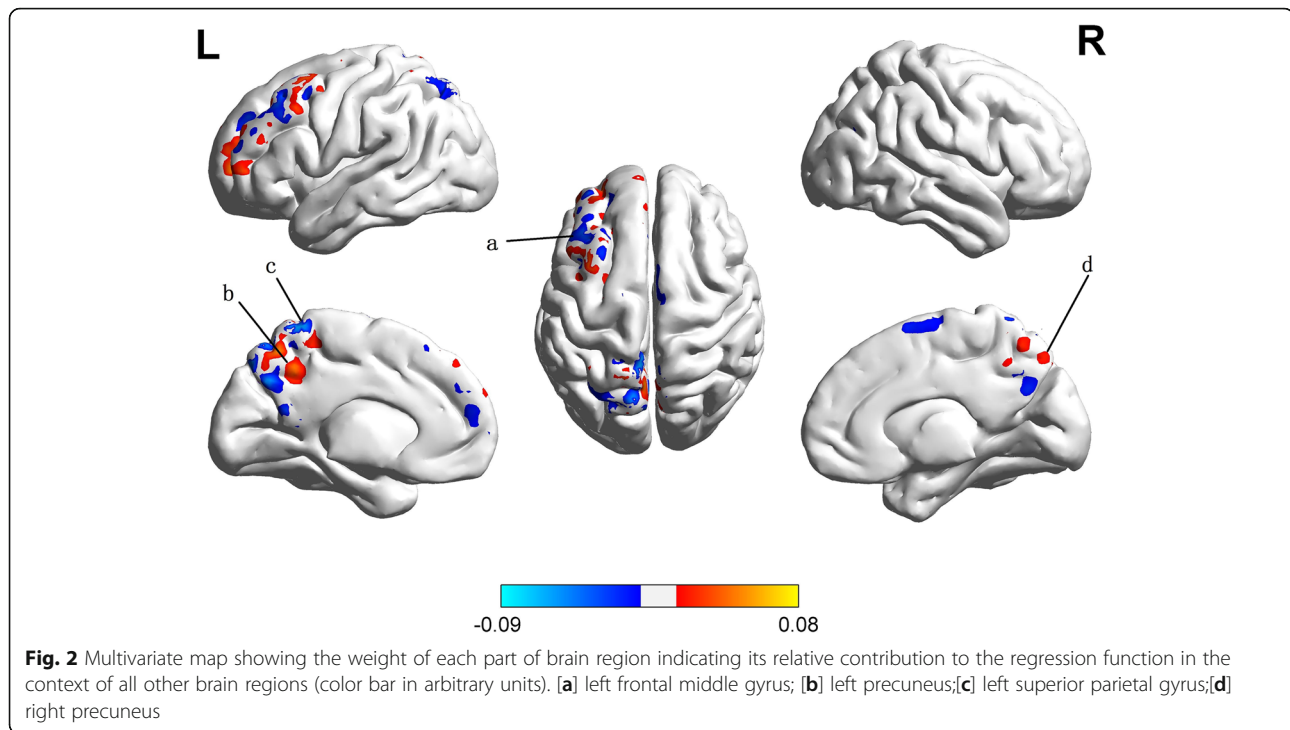 L
R
a
c
b
d
-0.09
0.08
Fig. 2 Multivariate map showing the weight of each part of brain region indicating its relative contribution to the regression function in the
context of all other brain regions (color bar in arbitrary units). [a] left frontal middle gyrus; [b] left precuneus;[c] left superior parietal gyrus;[d]
right precuneus